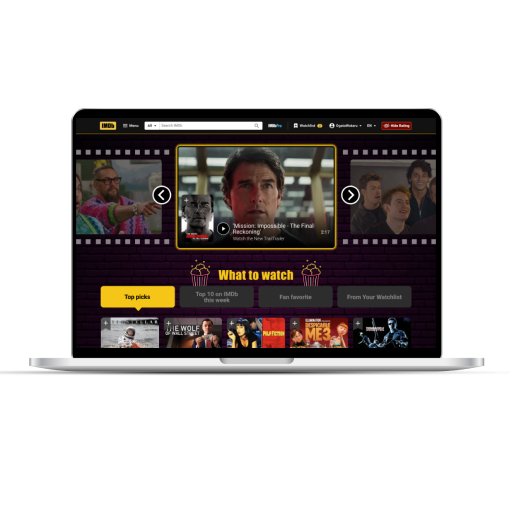 IMDb
Menu
All
Search IMDb
IMDbPro
Watchlist
EN
Hide Rating
'Mission: Impossible - The Final
Reckoning'
Watch the New Trail Trailer
3:17
What to watch
Top picks
Top 10 on IMDb
this week
Fan favorite
From Your Watchlist
THE WOLF
OF WALL STREET
PULP FICTION
DESPICABLE
ME 3